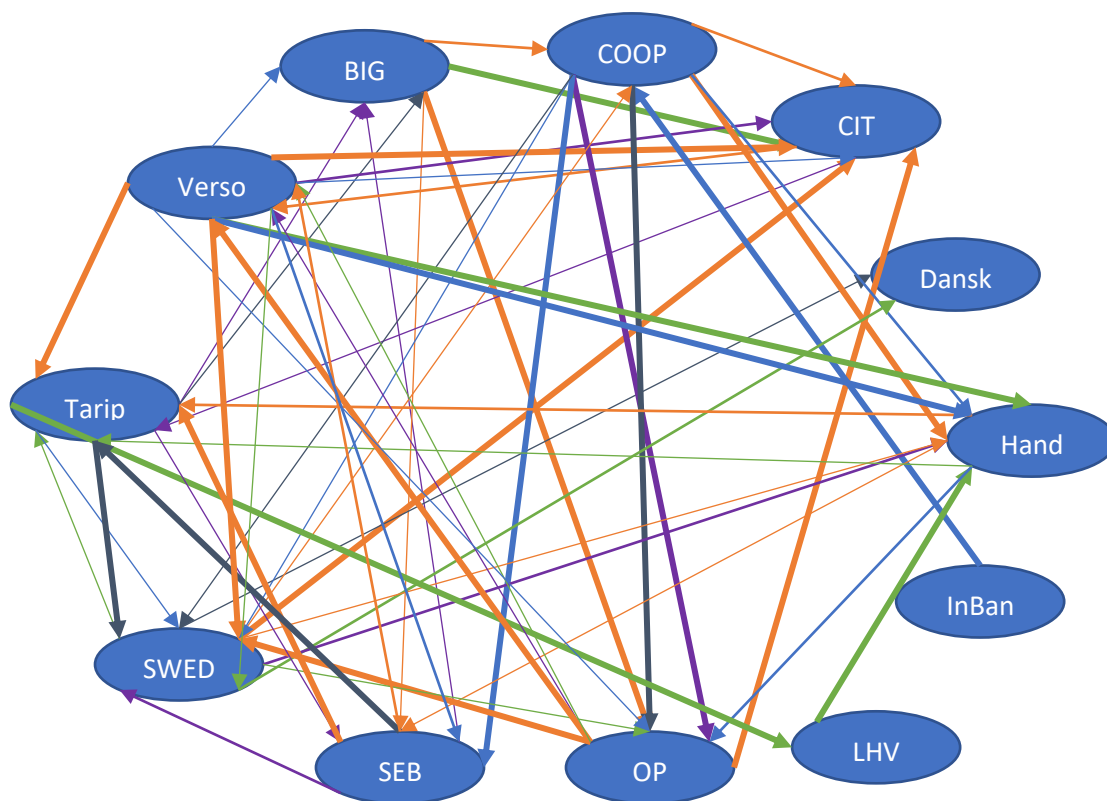 COOP
BIG
CIT
Verso
Dansk
Tarip
Hand
InBan
SWED
LHV
SEB
OP